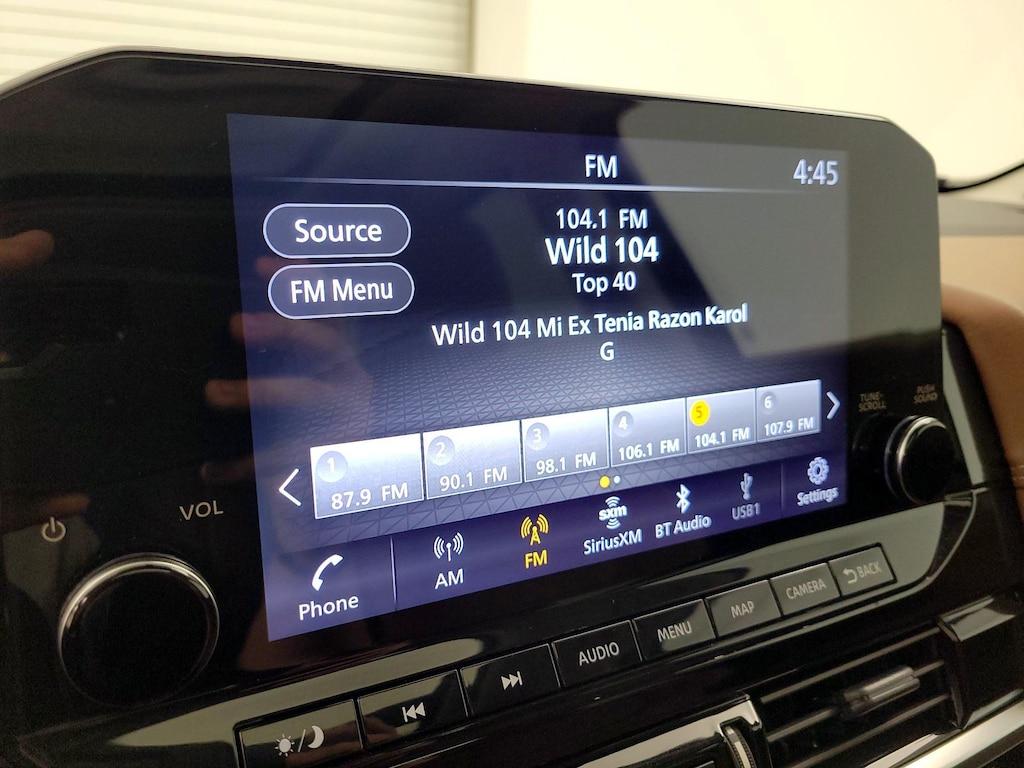 FM
4:45
Source
104.1 FM
Wild 104
FM Menu
Top 40
Wild 104 Mi Ex Tenia Razon Karol
G
1
87.9 FM
2
90.1 FM
3
98.1 FM
4
106.1 FM
5
104.1 FM
6
107.9 FM
TUNE-
SCROLL
PUSH
SOUND
VOL
Phone
AM
FM
sxm
SiriusXM
BT Audio
USB1
Settings
AUDIO
MENU
MAP
CAMERA
BACK